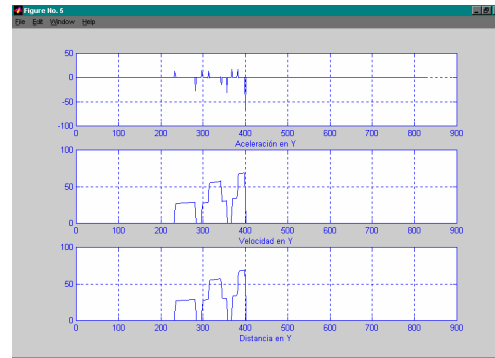 Figure No. 5
File Edit Window Help
50
0
-50
-100
0 100 200 300 400 500 600 700 800 900
Aceleración en Y
100
50
0
0 100 200 300 400 500 600 700 800 900
Velocidad en Y
100
50
0
0 100 200 300 400 500 600 700 800 900
Distancia en Y